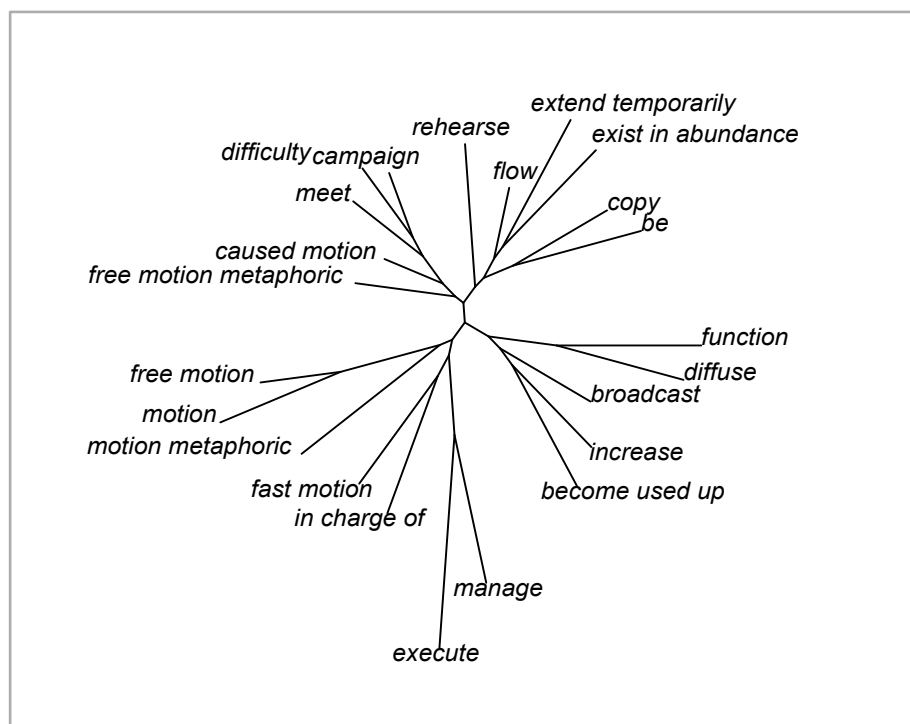 extend temporarily
rehearse
exist in abundance
difficulty
campaign
flow
meet
copy
be
caused motion
free motion metaphoric
function
free motion
diffuse
broadcast
motion
motion metaphoric
increase
fast motion
become used up
in charge of
manage
execute